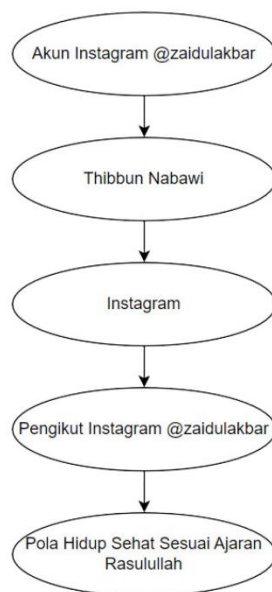 Akun Instagram @zaidulakbar
Thibbun Nabawi
Instagram
Pengikut Instagram @zaidulakbar
Pola Hidup Sehat Sesuai Ajaran
Rasulullah